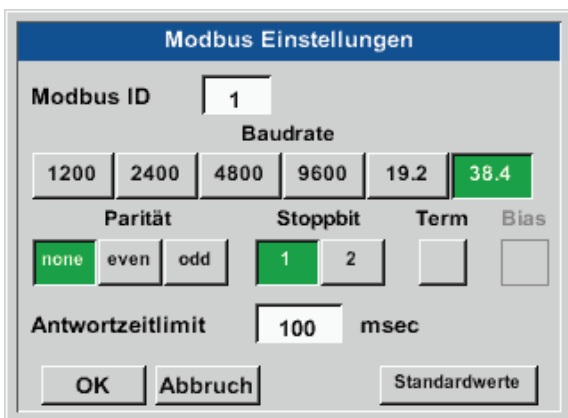 Modbus Einstellungen
Modbus ID 1
Baudrate
1200 2400 4800 9600 19.2 38.4
Parität Stoppbit Term Bias
none even odd 1 2
Antwortzeitlimit 100 msec
OK Abbruch Standardwerte